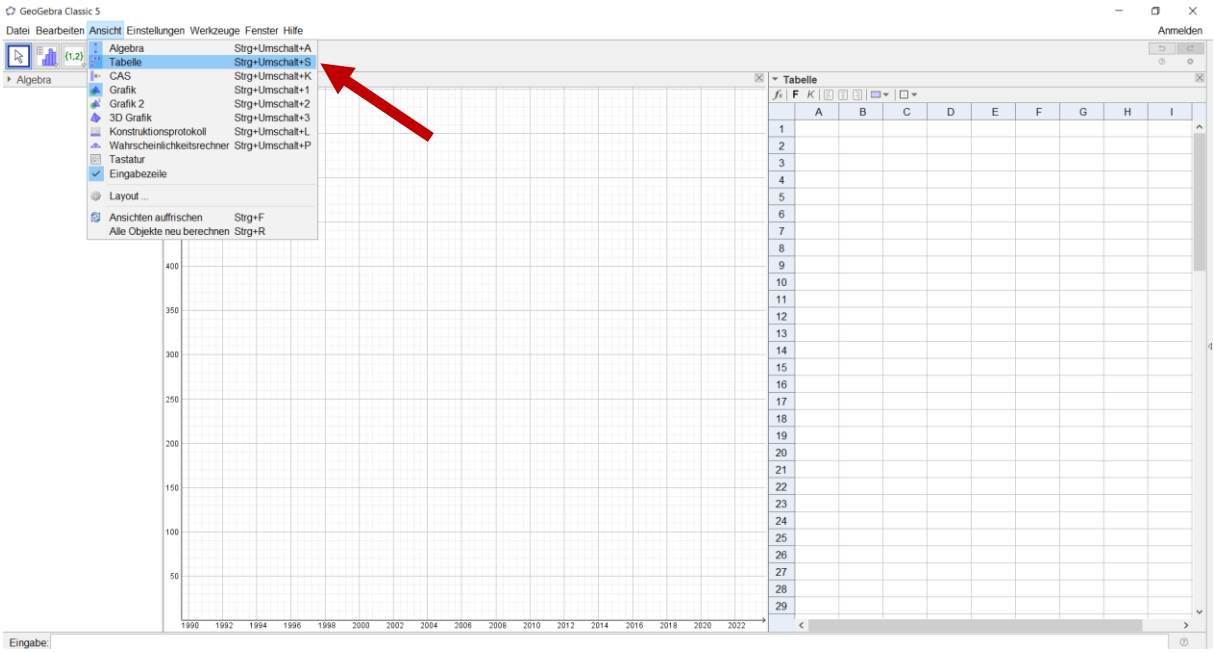 GeoGebra Classic 5
Datei Bearbeiten Ansicht Einstellungen Werkzeuge Fenster Hilfe Anmelden
{1,2}
Algebra
Algebra Strg+Umschalt+A
Tabelle Strg+Umschalt+S
CAS Strg+Umschalt+K
Grafik Strg+Umschalt+1
Grafik 2 Strg+Umschalt+2
3D Grafik Strg+Umschalt+3
Konstruktionsprotokoll Strg+Umschalt+L
Wahrscheinlichkeitsrechner Strg+Umschalt+P
Tastatur
Eingabezeile
Layout ...
Ansichten auffrischen Strg+F
Alle Objekte neu berechnen Strg+R
400
350
300
250
200
150
100
50
1990 1992 1994 1996 1998 2000 2002 2004 2006 2008 2010 2012 2014 2016 2018 2020 2022
Tabelle
fx F K
A B C D E F G H I
1
2
3
4
5
6
7
8
9
10
11
12
13
14
15
16
17
18
19
20
21
22
23
24
25
26
27
28
29
Eingabe: